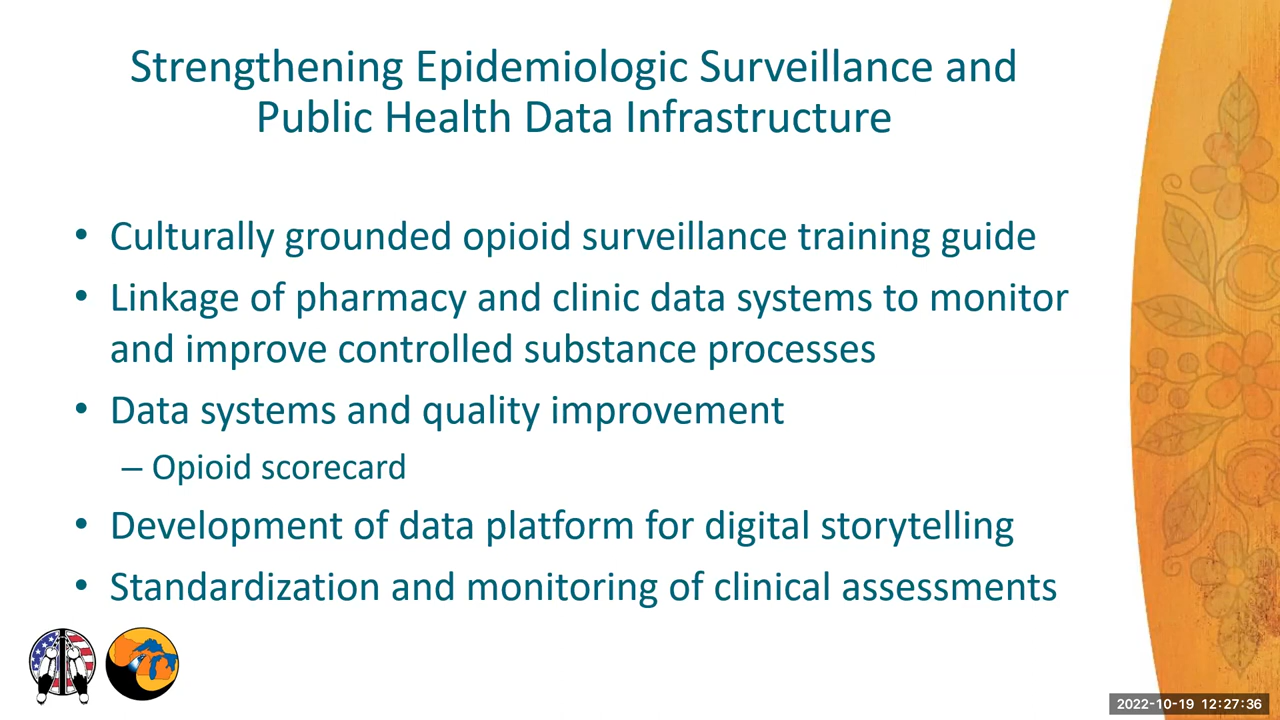 Strengthening Epidemiologic Surveillance and
Public Health Data Infrastructure
• Culturally grounded opioid surveillance training guide
• Linkage of pharmacy and clinic data systems to monitor
and improve controlled substance processes
• Data systems and quality improvement
– Opioid scorecard
• Development of data platform for digital storytelling
• Standardization and monitoring of clinical assessments
2022-10-19 12:27:36